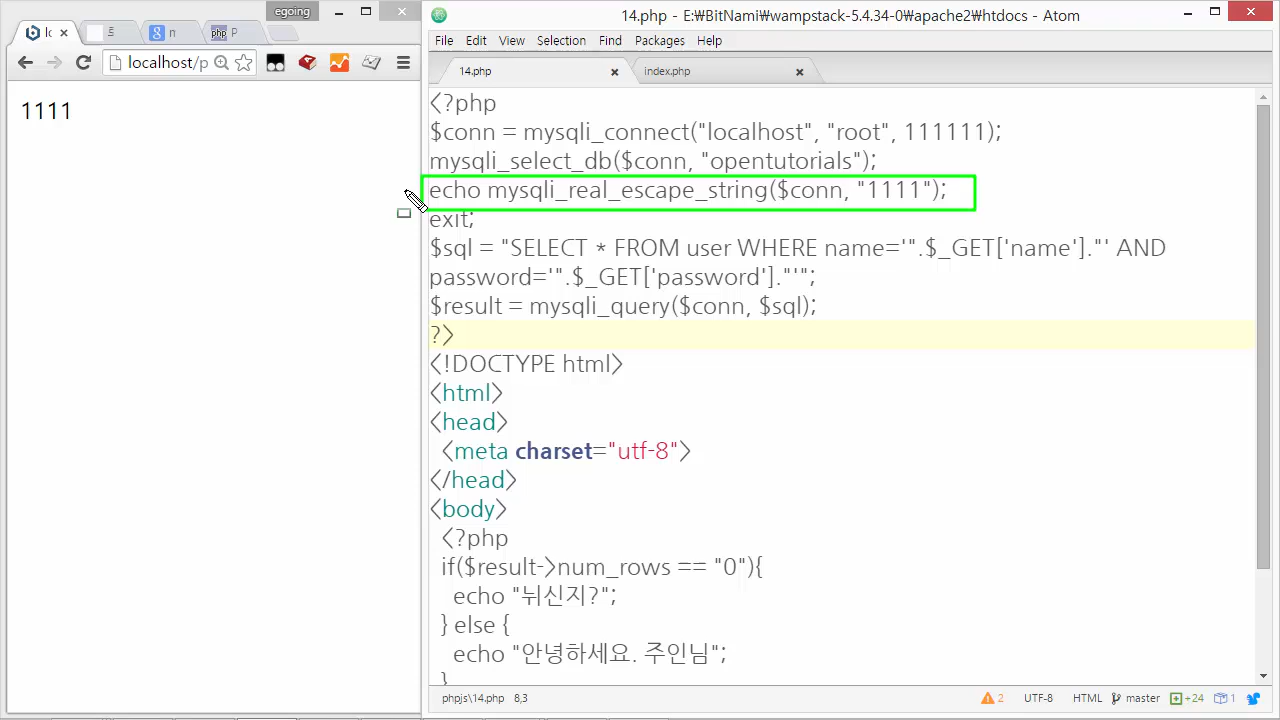 egoing
lc
5
n
P
localhost/p
1111
14.php - E:\BitNami\wampstack-5.4.34-0\apache2\htdocs - Atom
File Edit View Selection Find Packages Help
14.php
index.php
<?php
$conn = mysqli_connect("localhost", "root", 111111);
mysqli_select_db($conn, "opentutorials");
echo mysqli_real_escape_string($conn, "1111");
exit;
$sql = "SELECT * FROM user WHERE name='".$_GET['name']."' AND
password='".$_GET['password']."'";
$result = mysqli_query($conn, $sql);
?>
<!DOCTYPE html>
<html>
<head>
<meta charset="utf-8">
</head>
<body>
<?php
if($result->num_rows == "0"){
echo "뉘신지?";
} else {
echo "안녕하세요. 주인님";
}
phpjs\14.php 8,3 2 UTF-8 HTML master +24 1